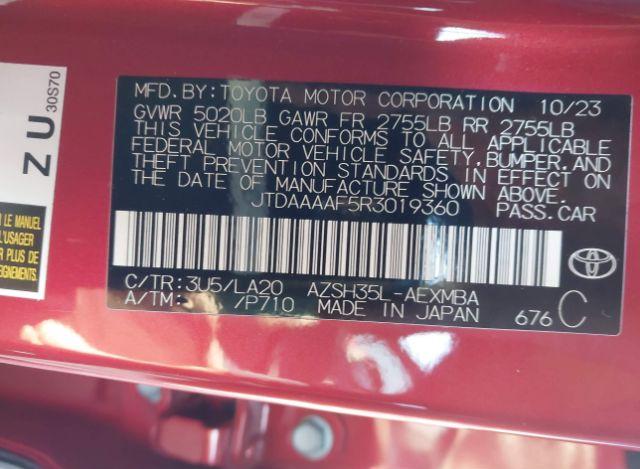 MFD.BY:TOYOTA MOTOR CORPORATION 10/23
GVWR 5020LB GAWR FR 2755LB RR 2755LB
THIS VEHICLE CONFORMS TO ALL APPLICABLE
FEDERAL MOTOR VEHICLE SAFETY,BUMPER,AND
THEFT PREVENTION STANDARDS IN EFFECT ON
THE DATE OF MANUFACTURE SHOWN ABOVE.
JTDAAAAF5R3019360 PASS.CAR
C/TR:3U5/LA20 AZSH35L-AEXMBA
A/TM: /P710 MADE IN JAPAN 676 C
TOYOTA
ZU
30S70
LE MANUEL
L'USAGER